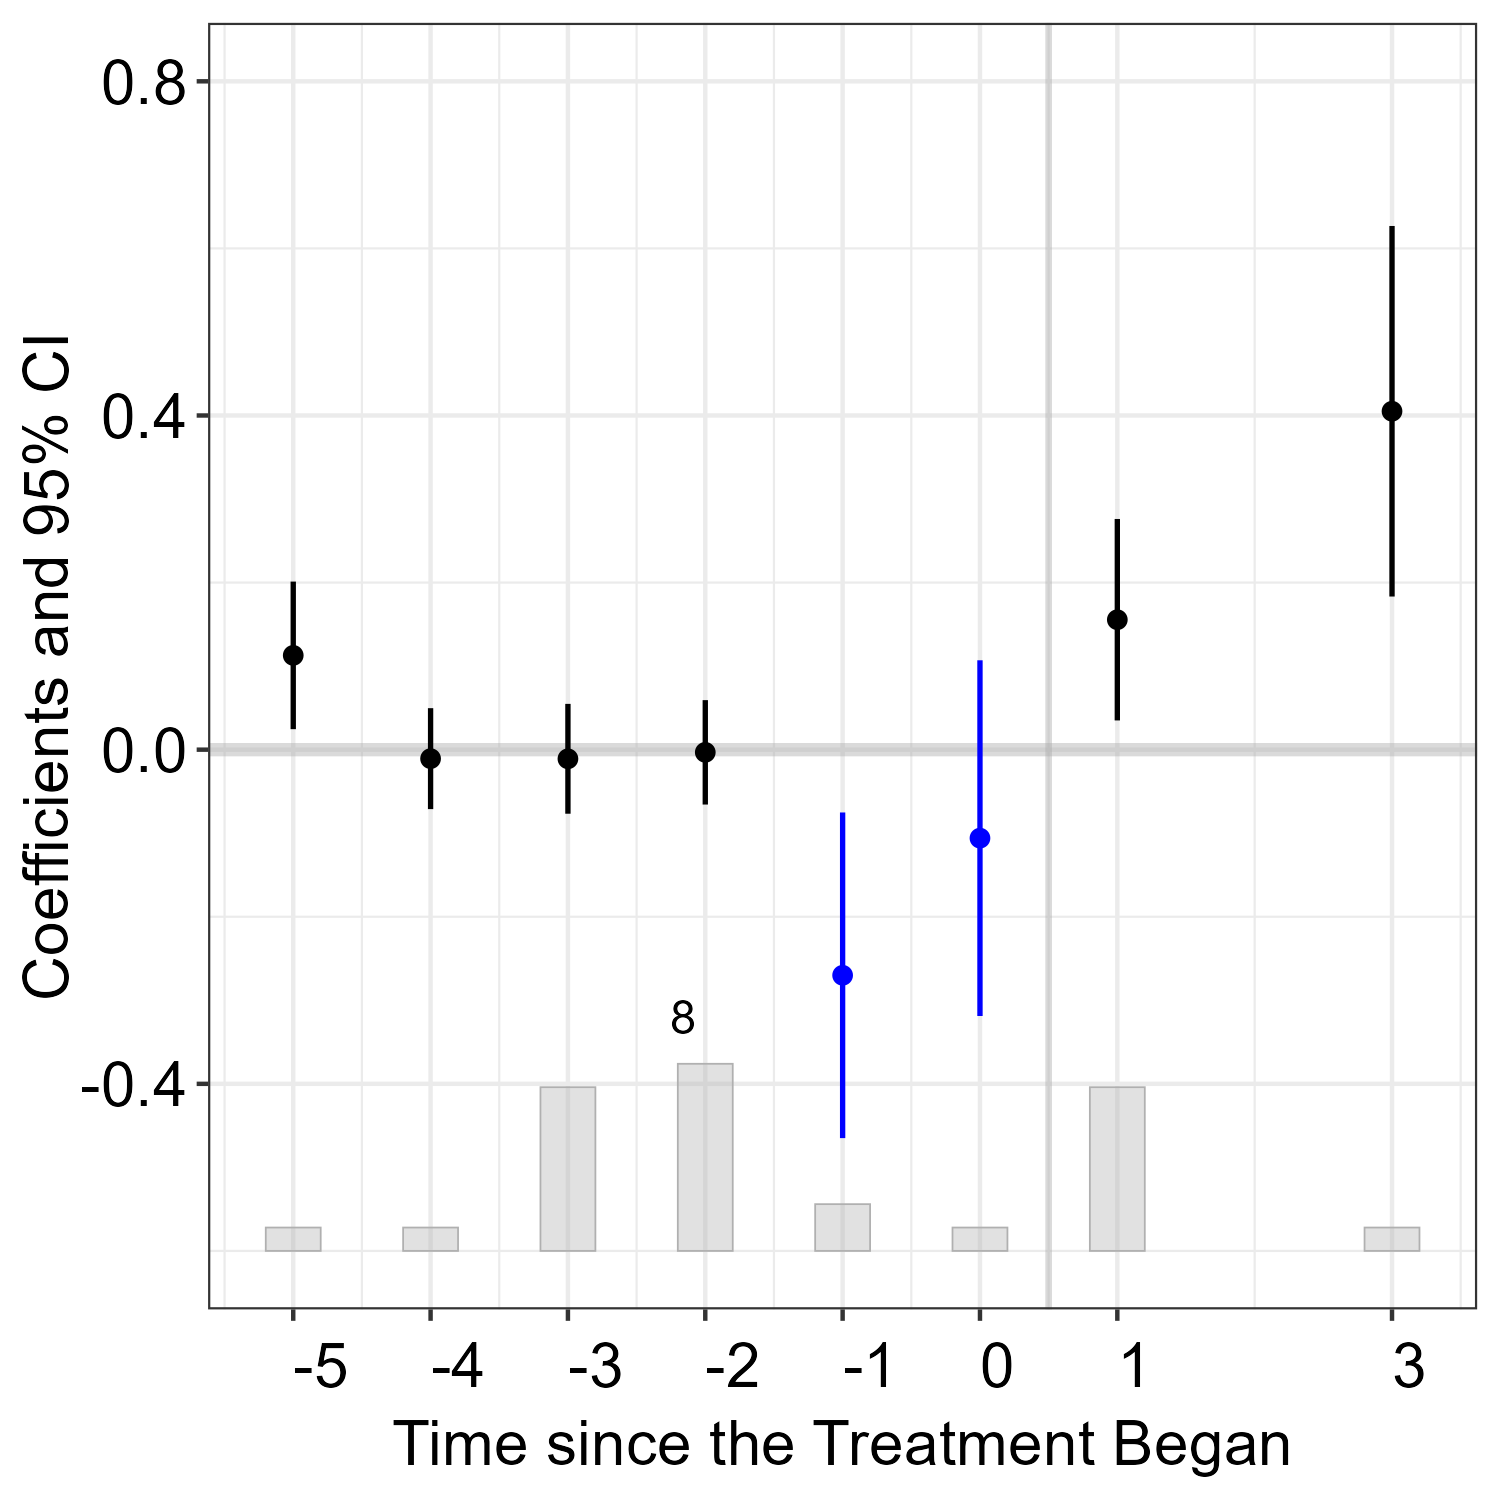 Coefficients and 95% CI
0.8
0.4
0.0
-0.4
8
-5 -4 -3 -2 -1 0 1 3
Time since the Treatment Began